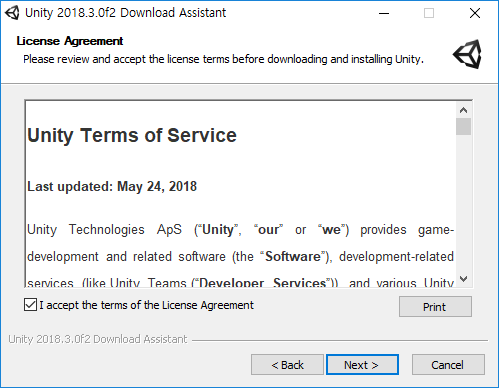 Unity 2018.3.0f2 Download Assistant
License Agreement
Please review and accept the license terms before downloading and installing Unity.
Unity Terms of Service
Last updated: May 24, 2018
Unity Technologies ApS (“Unity”, “our” or “we”) provides game-
development and related software (the “Software”), development-related
services (like Unity Teams (“Developer Services”)), and various Unity
I accept the terms of the License Agreement
Print
Unity 2018.3.0f2 Download Assistant
< Back
Next >
Cancel